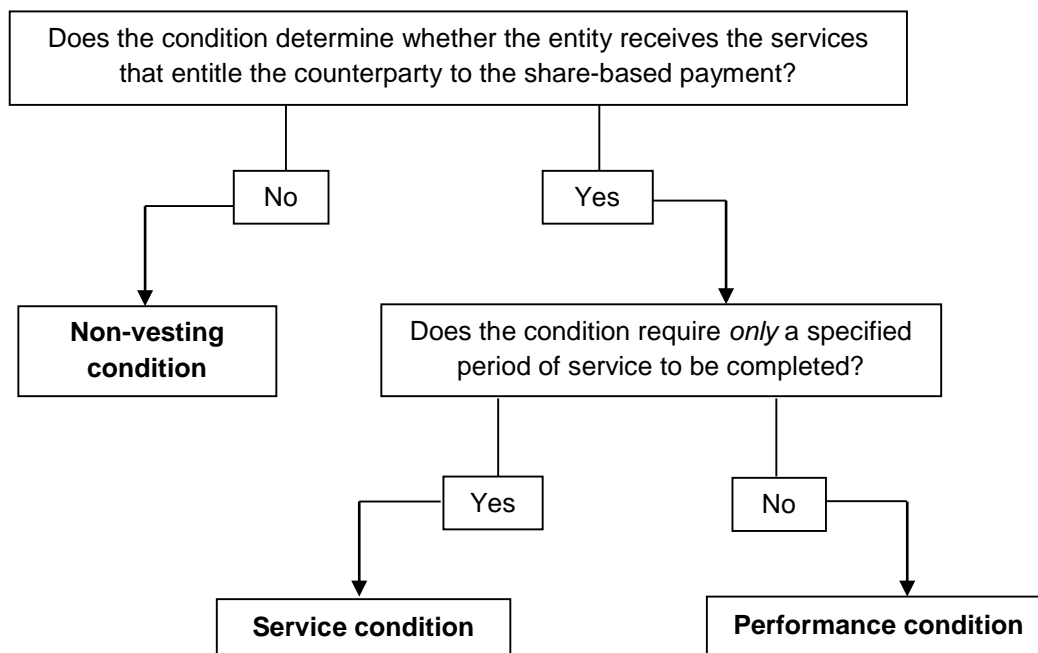 Does the condition determine whether the entity receives the services
that entitle the counterparty to the share-based payment?
No
Yes
Non-vesting
condition
Does the condition require only a specified
period of service to be completed?
Yes
No
Service condition
Performance condition